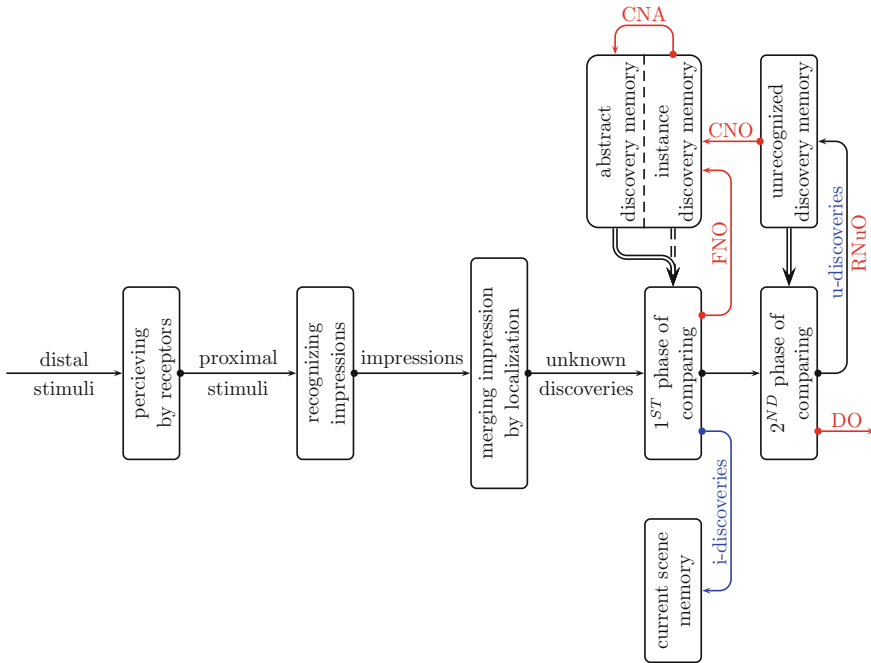 CNA
abstract
discovery memory
instance
discovery memory
CNO
unrecognized
discovery memory
FNO
u-discoveries
RNuO
distal
stimuli
percieving
by receptors
proximal
stimuli
recognizing
impressions
impressions
merging impression
by localization
unknown
discoveries
1ST phase of
comparing
2ND phase of
comparing
DO
i-discoveries
current scene
memory